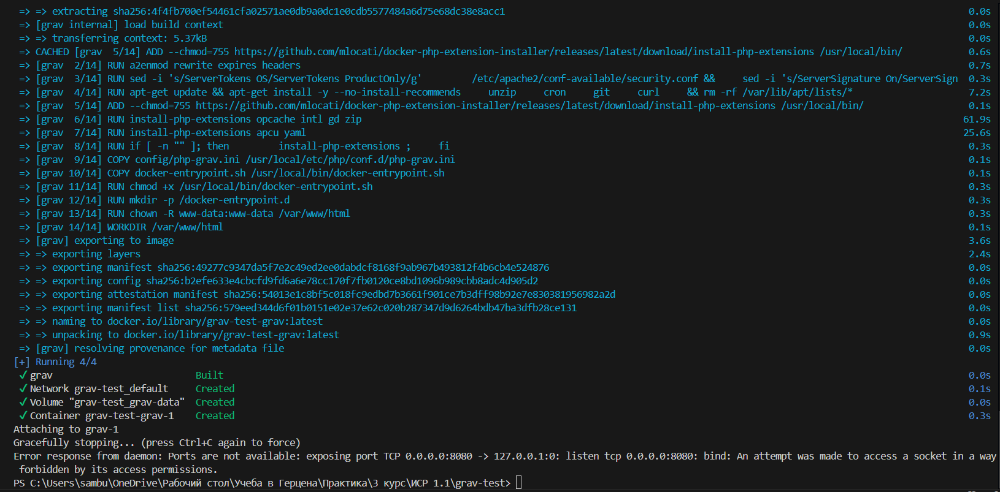 => => extracting sha256:4f4fb700ef54461cfa02571ae0db9a0dc1e0cdb5577484a6d75e68dc38e8acc1 0.0s
=> [grav internal] load build context 0.0s
=> => transferring context: 5.37kB 0.0s
=> CACHED [grav  5/14] ADD --chmod=755 https://github.com/mlocati/docker-php-extension-installer/releases/latest/download/install-php-extensions /usr/local/bin/ 0.6s
=> [grav  2/14] RUN a2enmod rewrite expires headers 0.7s
=> [grav  3/14] RUN sed -i 's/ServerTokens OS/ServerTokens ProductOnly/g'         /etc/apache2/conf-available/security.conf &&     sed -i 's/ServerSignature On/ServerSign 0.3s
=> [grav  4/14] RUN apt-get update && apt-get install -y --no-install-recommends     unzip     cron     git     curl     && rm -rf /var/lib/apt/lists/* 7.2s
=> [grav  5/14] ADD --chmod=755 https://github.com/mlocati/docker-php-extension-installer/releases/latest/download/install-php-extensions /usr/local/bin/ 0.1s
=> [grav  6/14] RUN install-php-extensions opcache intl gd zip 61.9s
=> [grav  7/14] RUN install-php-extensions apcu yaml 25.6s
=> [grav  8/14] RUN if [ -n "" ]; then         install-php-extensions ;     fi 0.3s
=> [grav  9/14] COPY config/php-grav.ini /usr/local/etc/php/conf.d/php-grav.ini 0.1s
=> [grav 10/14] COPY docker-entrypoint.sh /usr/local/bin/docker-entrypoint.sh 0.1s
=> [grav 11/14] RUN chmod +x /usr/local/bin/docker-entrypoint.sh 0.3s
=> [grav 12/14] RUN mkdir -p /docker-entrypoint.d 0.3s
=> [grav 13/14] RUN chown -R www-data:www-data /var/www/html 0.3s
=> [grav 14/14] WORKDIR /var/www/html 0.1s
=> [grav] exporting to image 3.6s
=> => exporting layers 2.4s
=> => exporting manifest sha256:49277c9347da5f7e2c49ed2ee0dabdcf8168f9ab967b493812f4b6cb4e524876 0.0s
=> => exporting config sha256:b2efe633e4cbcfd9fd6a6e78cc170f7fb0120ce8bd1096b989cbb8adc4d905d2 0.0s
=> => exporting attestation manifest sha256:54013e1c8bf5c018fc9edbd7b3661f901ce7b3dff98b92e7e830381956982a2d 0.0s
=> => exporting manifest list sha256:579eed344d6f01b0151e02e37e62c020b287347d9d6264bdb47ba3dfb28ce131 0.0s
=> => naming to docker.io/library/grav-test-grav:latest 0.0s
=> => unpacking to docker.io/library/grav-test-grav:latest 0.9s
=> [grav] resolving provenance for metadata file 0.0s
[+] Running 4/4
✓ grav Built 0.0s
✓ Network grav-test_default Created 0.1s
✓ Volume "grav-test_grav-data" Created 0.0s
✓ Container grav-test-grav-1 Created 0.3s
Attaching to grav-1
Gracefully stopping... (press Ctrl+C again to force)
Error response from daemon: Ports are not available: exposing port TCP 0.0.0.0:8080 -> 127.0.0.1:0: listen tcp 0.0.0.0:8080: bind: An attempt was made to access a socket in a way
forbidden by its access permissions.
PS C:\Users\sambu\OneDrive\Рабочий стол\Учеба в Герцена\Практика\3 курс\ИСР 1.1\grav-test>